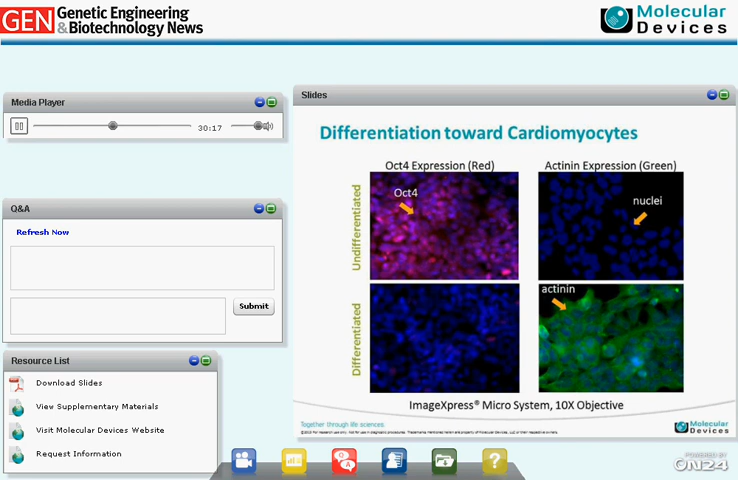 GEN Genetic Engineering
& Biotechnology News
Molecular
Devices
Media Player
30:17
Q&A
Refresh Now
Submit
Resource List
Download Slides
View Supplementary Materials
Visit Molecular Devices Website
Request Information
Slides
Differentiation toward Cardiomyocytes
Oct4 Expression (Red)
Actinin Expression (Green)
Undifferentiated
Oct4
nuclei
Differentiated
actinin
ImageXpress® Micro System, 10X Objective
Together through life sciences.
Molecular
Devices
Q
A
?
POWERED BY
ON24